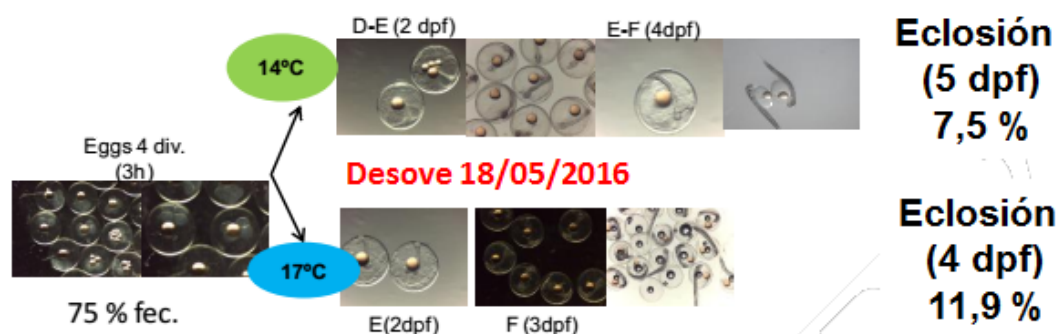 D-E (2 dpf)
E-F (4dpf)
Eclosión
(5 dpf)
7,5 %
14ºC
Eggs 4 div.
(3h)
Desove 18/05/2016
17ºC
75 % fec.
E(2dpf)
F (3dpf)
Eclosión
(4 dpf)
11,9 %